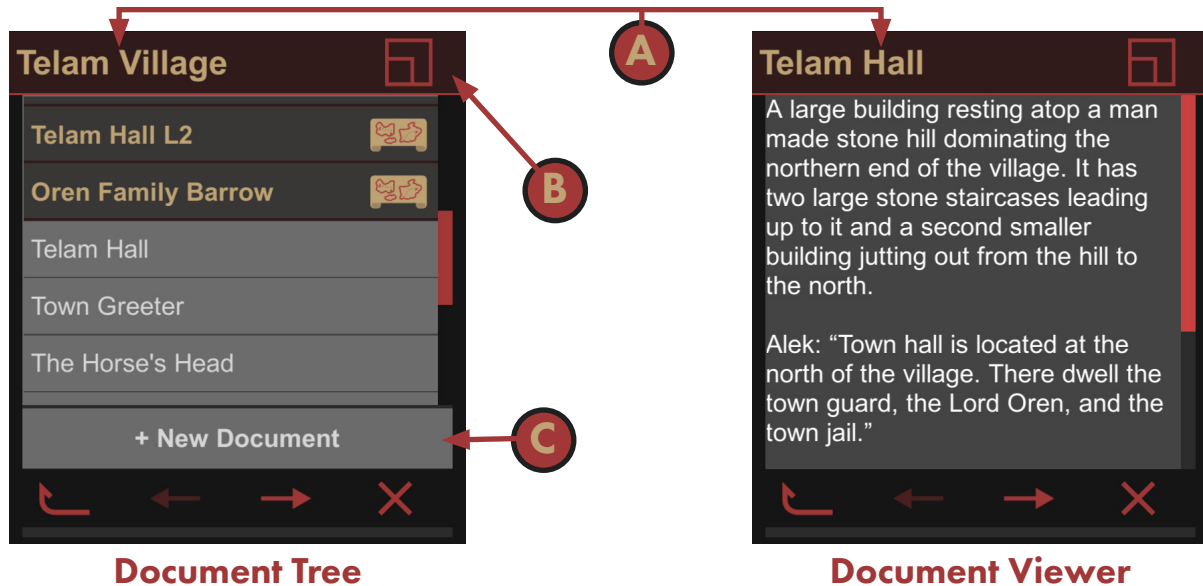 A
Telam Village
Telam Hall L2
Oren Family Barrow
Telam Hall
Town Greeter
The Horse's Head
+ New Document
Document Tree
B
C
Telam Hall
A large building resting atop a man
made stone hill dominating the
northern end of the village. It has
two large stone staircases leading
up to it and a second smaller
building jutting out from the hill to
the north.
Alek: “Town hall is located at the
north of the village. There dwell the
town guard, the Lord Oren, and the
town jail.”
Document Viewer